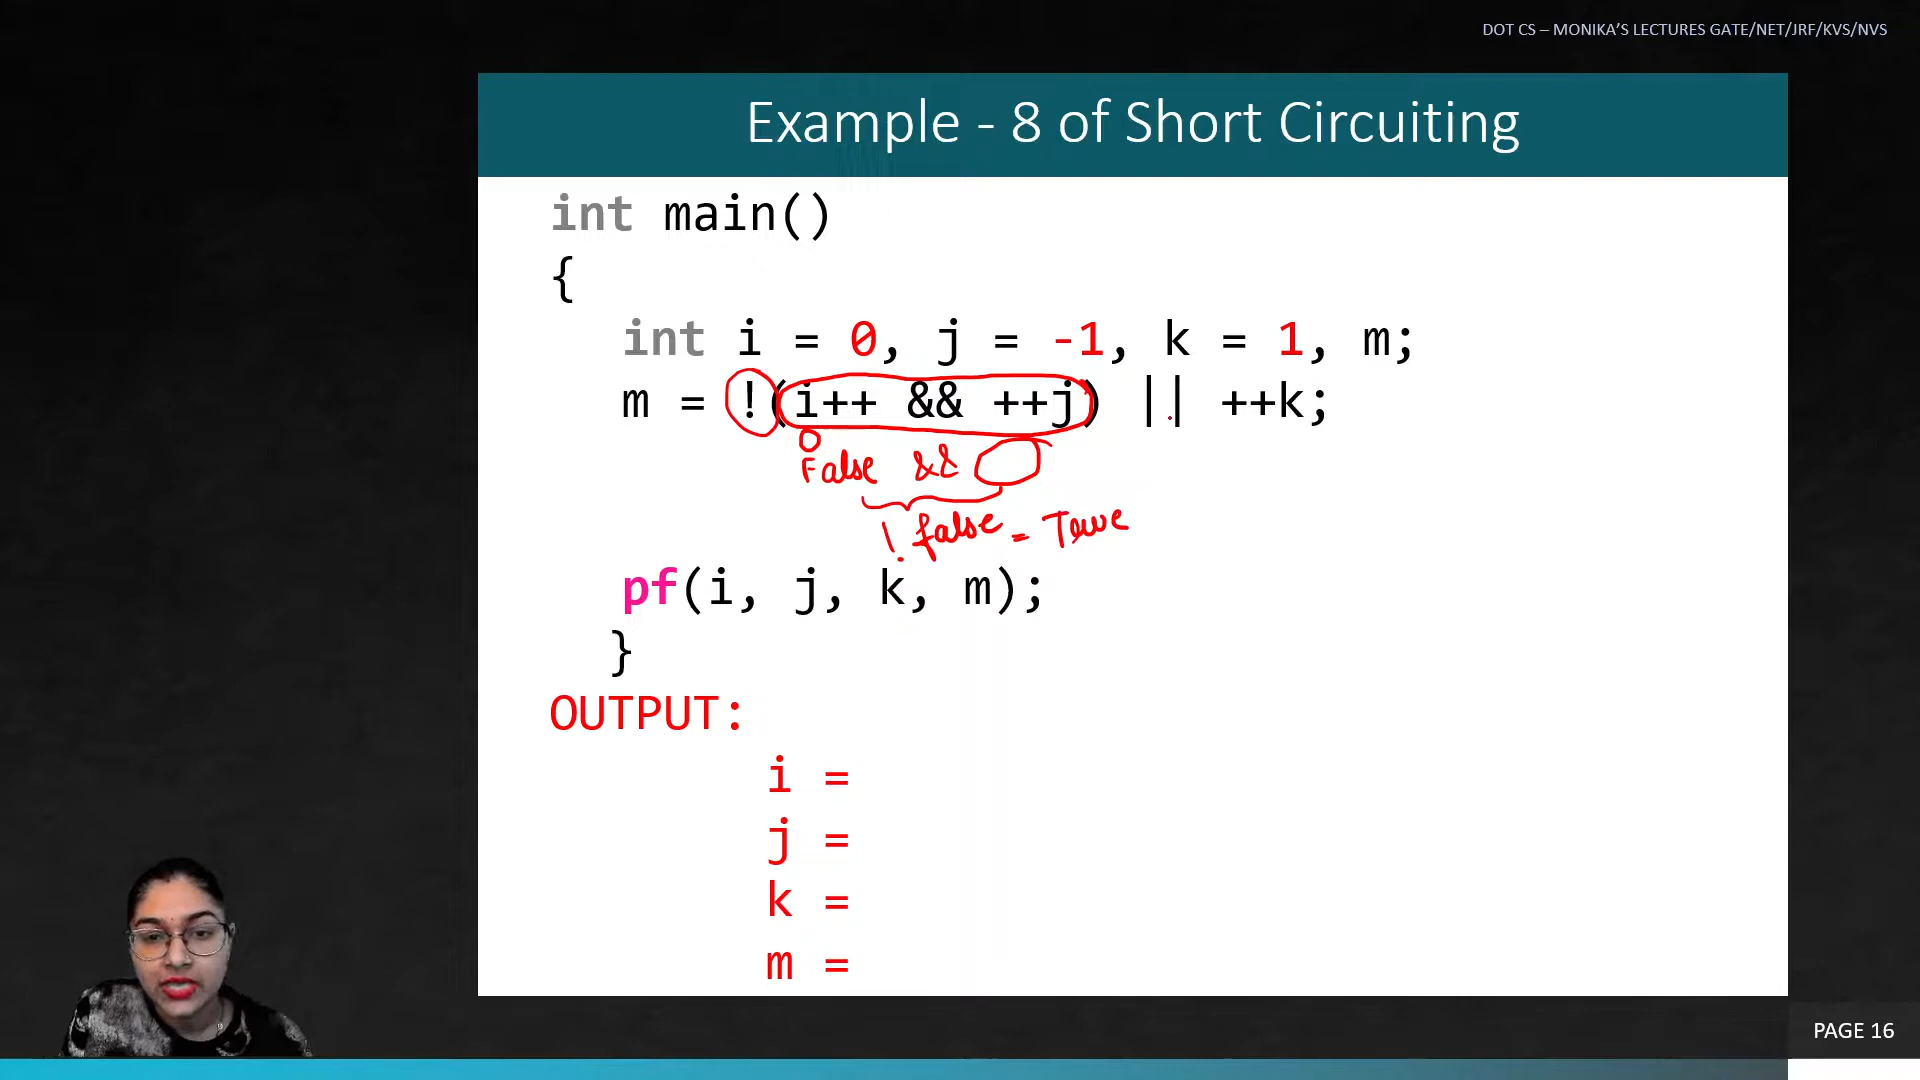 DOT CS – MONIKA’S LECTURES GATE/NET/JRF/KVS/NVS
Example - 8 of Short Circuiting
int main()
{
int i = 0, j = -1, k = 1, m;
m = !(i++ && ++j) || ++k;
0
False &&
! false = True
pf(i, j, k, m);
}
OUTPUT:
i =
j =
k =
m =
PAGE 16